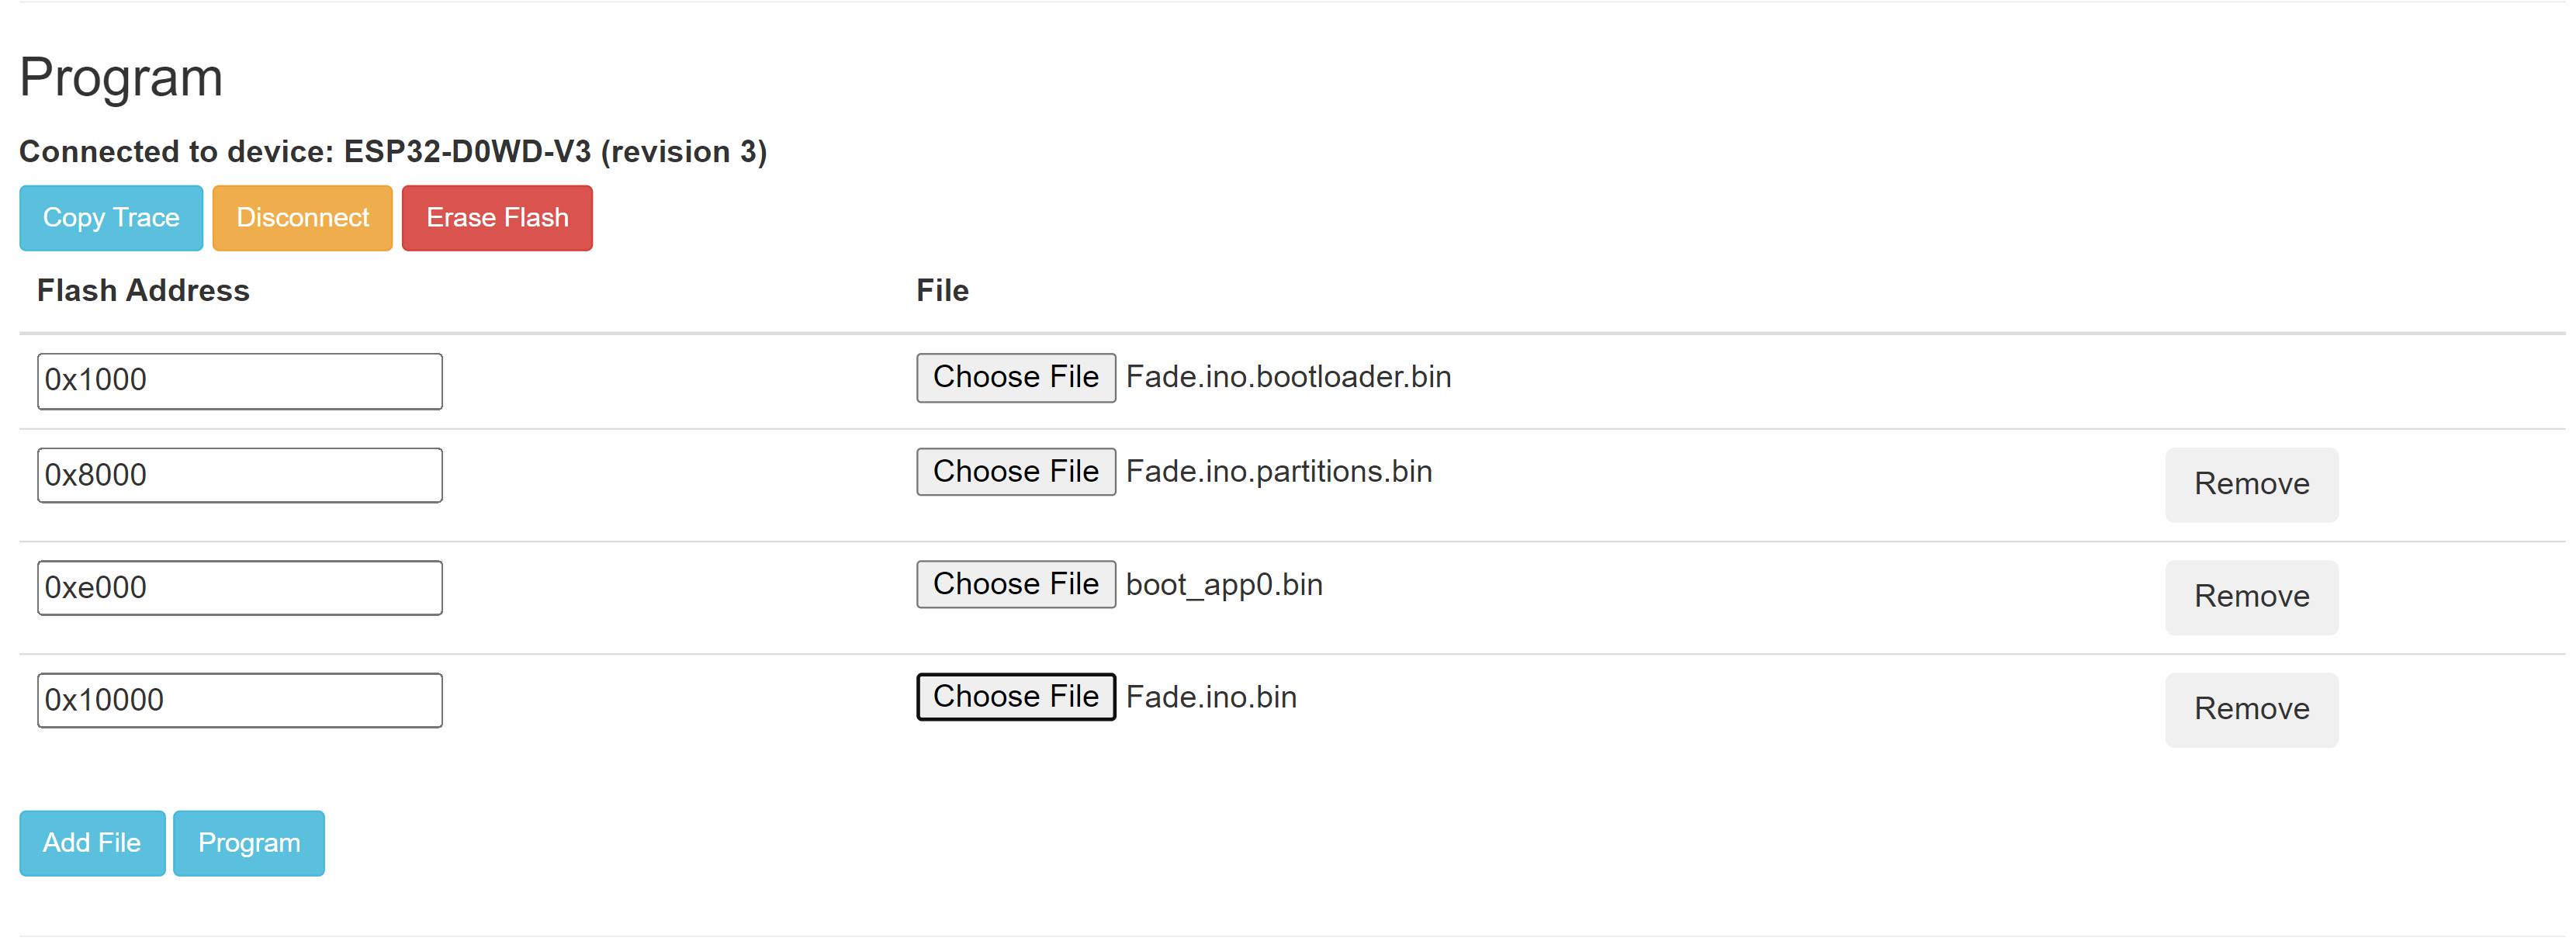 Program
Connected to device: ESP32-D0WD-V3 (revision 3)
Copy Trace Disconnect Erase Flash
Flash Address File
0x1000 Choose File Fade.ino.bootloader.bin
0x8000 Choose File Fade.ino.partitions.bin Remove
0xe000 Choose File boot_app0.bin Remove
0x10000 Choose File Fade.ino.bin Remove
Add File Program